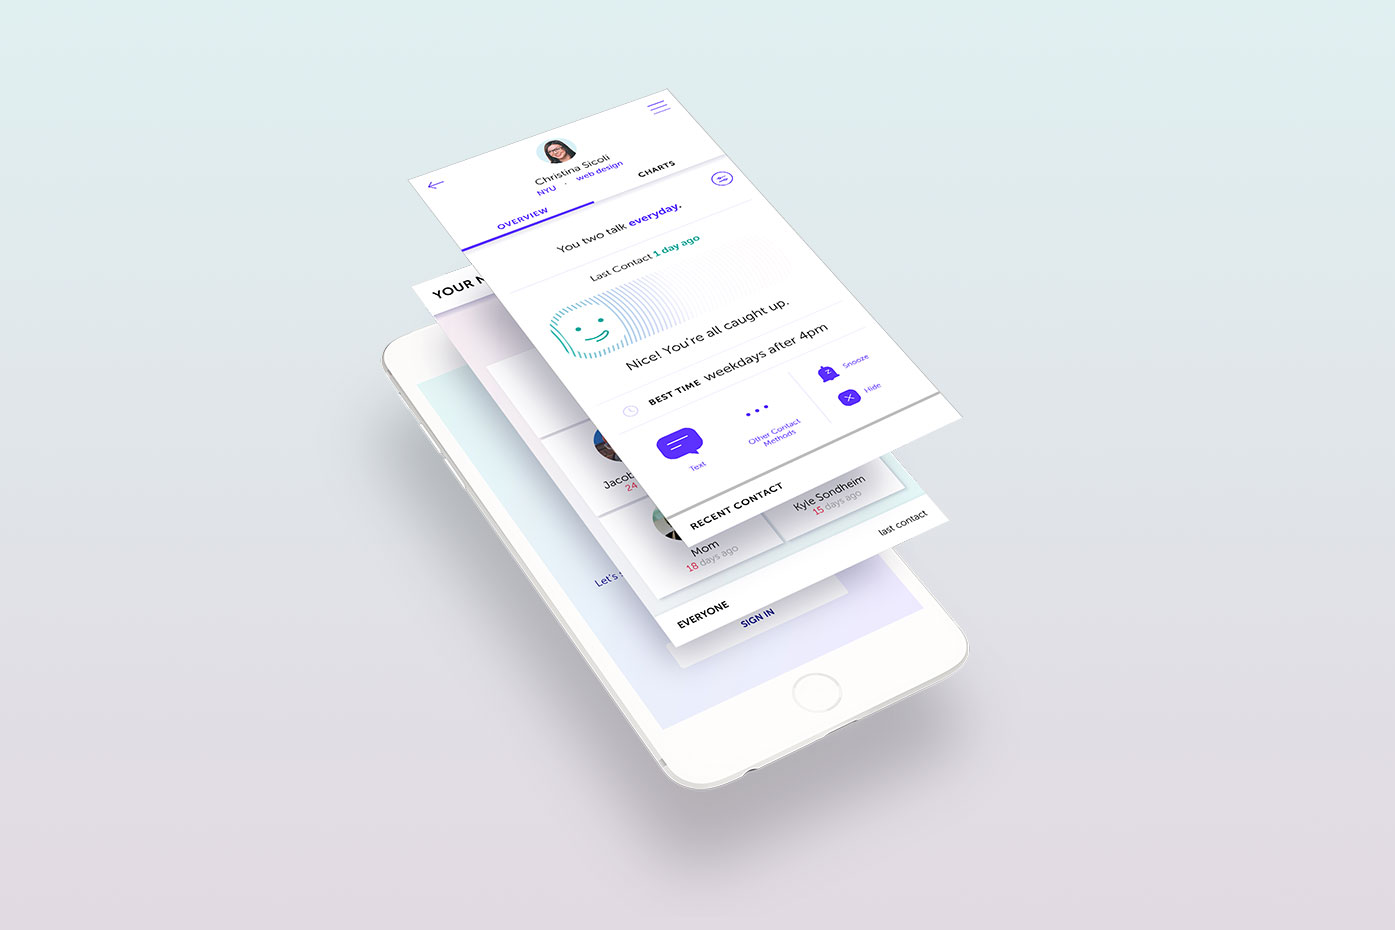 Christina Sicoli
NYU · web design
OVERVIEW
CHARTS
You two talk everyday.
Last Contact 1 day ago
Nice! You're all caught up.
BEST TIME weekdays after 4pm
Text
Other Contact
Methods
Snooze
Hide
RECENT CONTACT
YOUR
Jacob
24
Mom
18 days ago
Kyle Sondheim
15 days ago
EVERYONE
last contact
Let's
SIGN IN